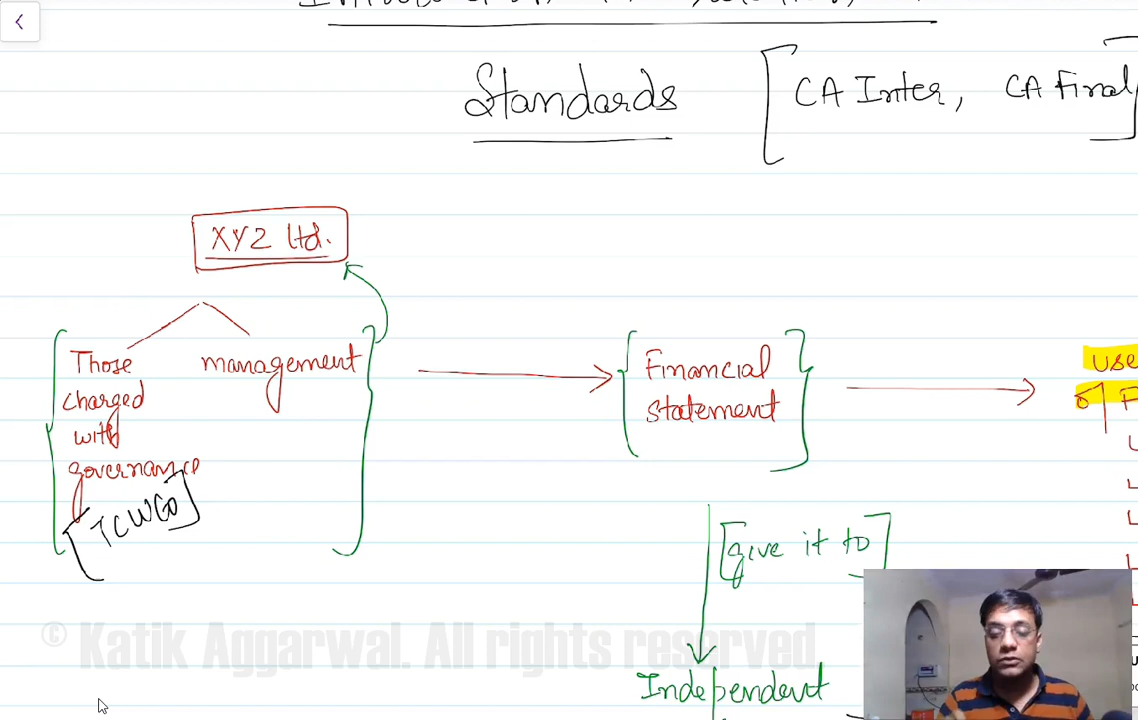 Standards
[CA Inter, CA Final]
XYZ Ltd.
Those
charged
with
governance
[TCWG]
management
Financial
statement
Use
of F
[give it to]
© Katik Aggarwal. All rights reserved
Independent